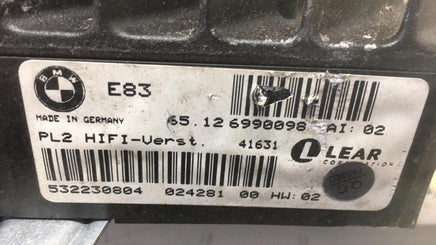 BMW
E83
MADE IN GERMANY
65.12 6990098 AI: 02
PL2 HIFI-Verst. 41631
LEAR
CORPORATION
532230804 024281 00 HW:02